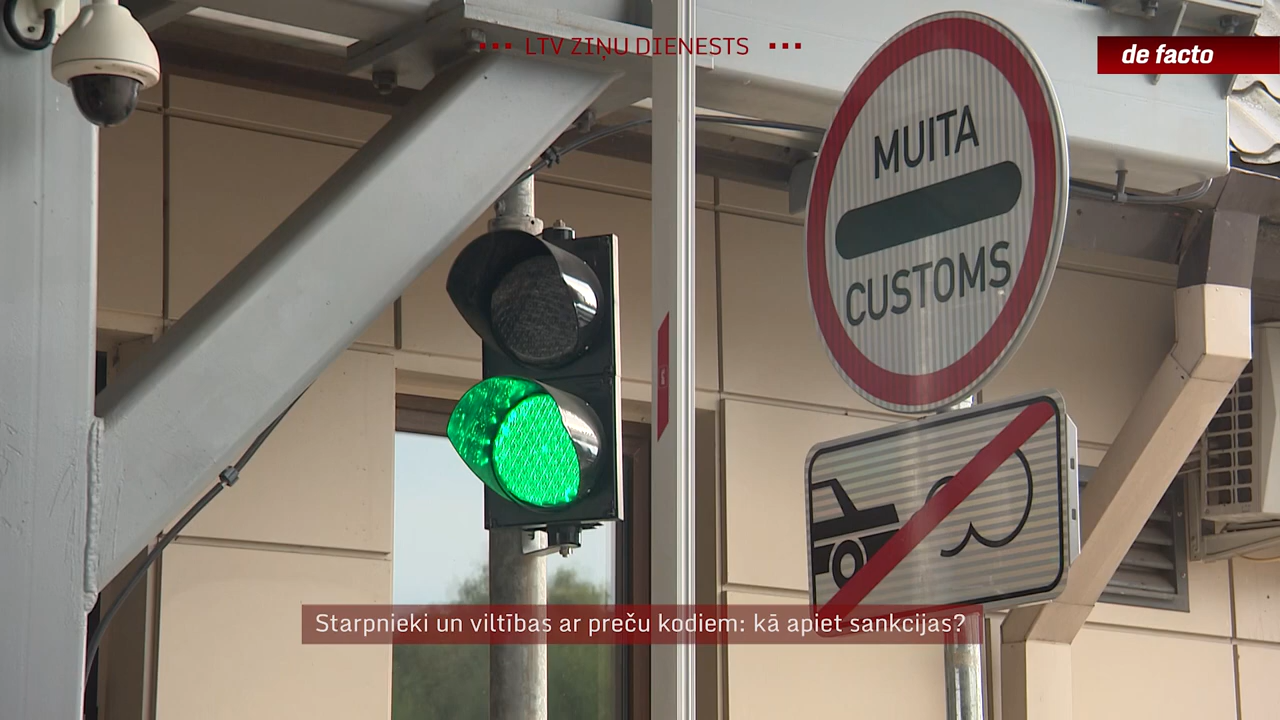 LTV ZIŅU DIENESTS
de facto
MUITA
CUSTOMS
Starpnieki un viltības ar preču kodiem: kā apiet sankcijas?